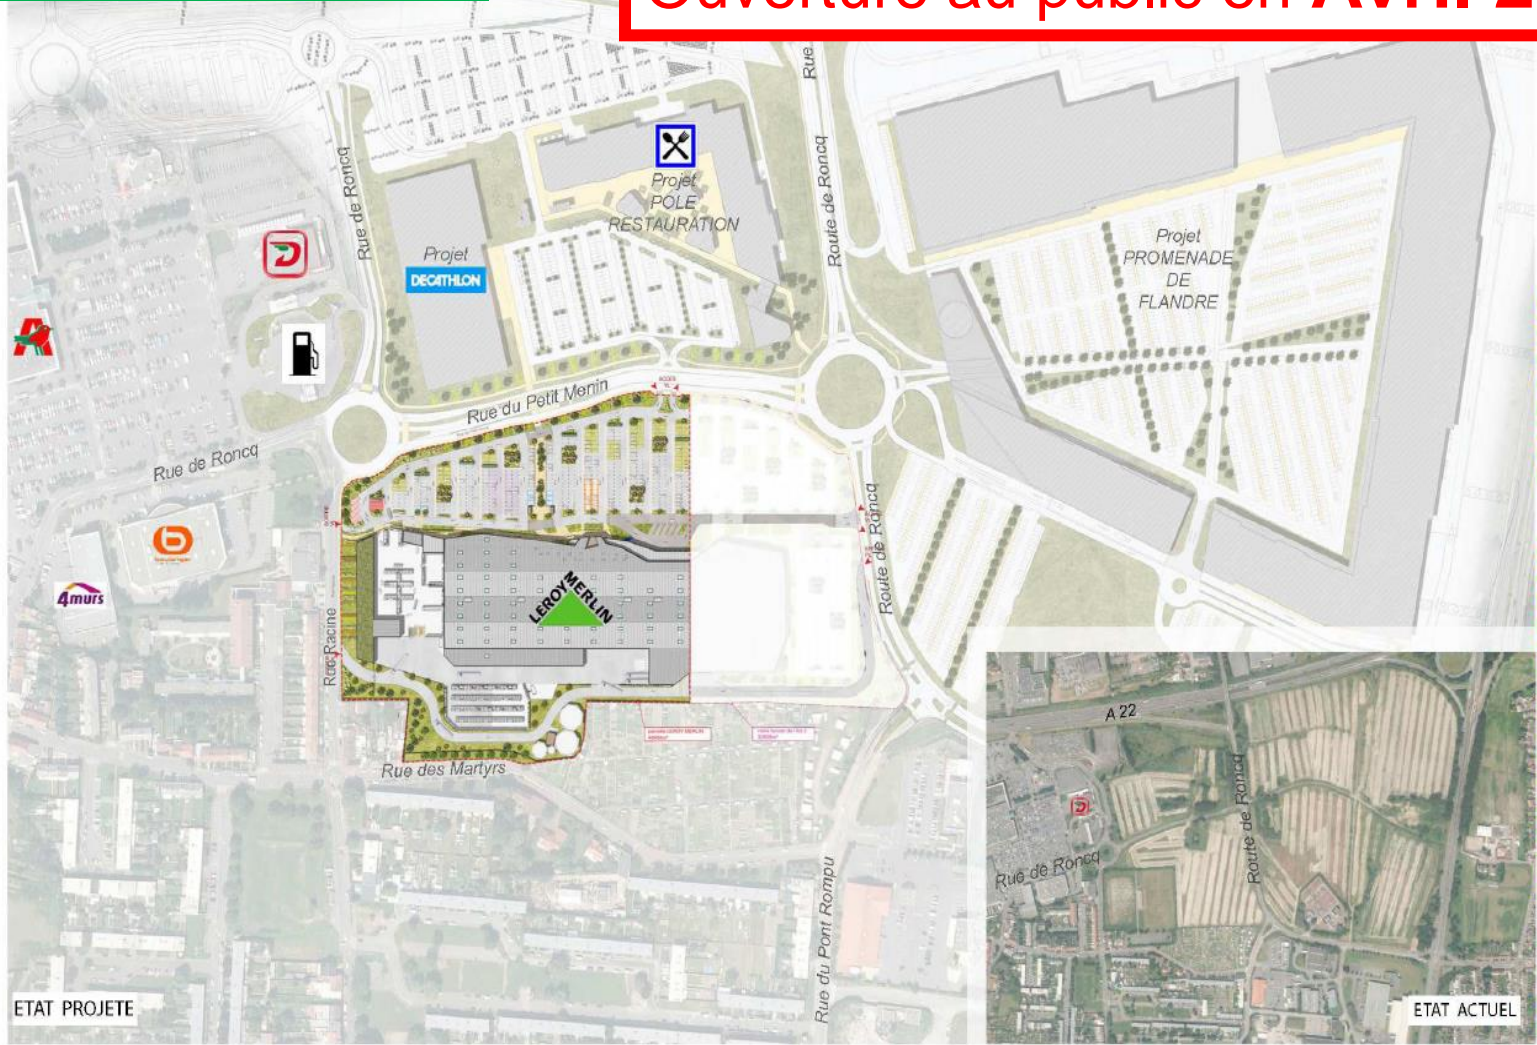 Ouverture au public en Avril 2
Rue
Route de Roncq
Rue de Roncq
Projet
POLE
RESTAURATION
Projet
DECATHLON
Projet
PROMENADE
DE
FLANDRE
Rue du Petit Menin
Rue de Roncq
4murs
LEROY MERLIN
Route de Roncq
Rue Racine
Rue des Martyrs
Rue du Pont Rompu
A 22
Route de Roncq
Rue de Roncq
ETAT PROJETE
ETAT ACTUEL